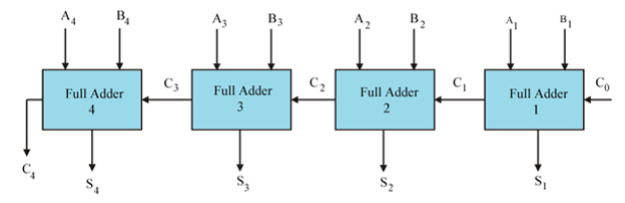 A₄ B₄ A₃ B₃ A₂ B₂ A₁ B₁
C₃ C₂ C₁ C₀
Full Adder
4
Full Adder
3
Full Adder
2
Full Adder
1
C₄ S₄ S₃ S₂ S₁